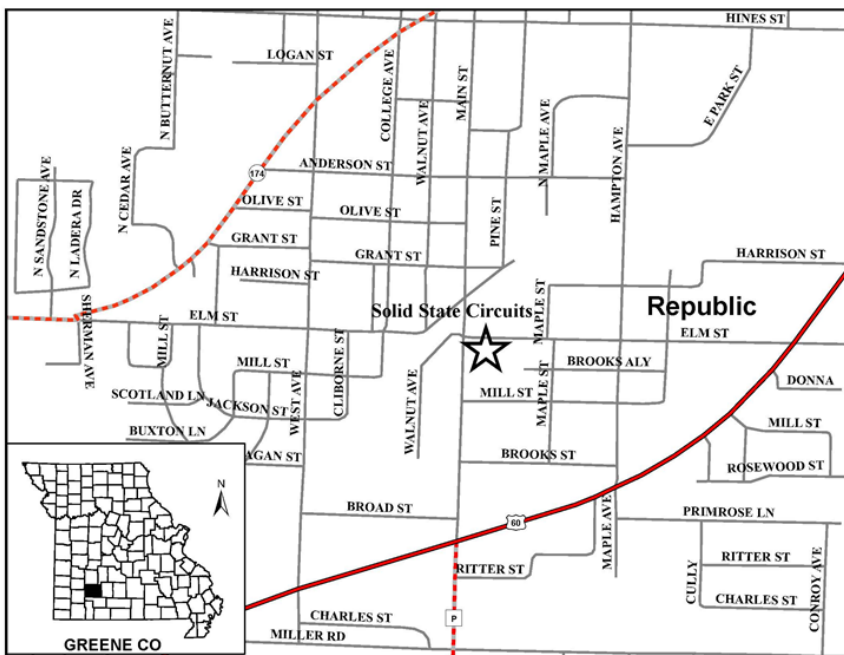 HINES ST
LOGAN ST
N BUTTERNUT AVE
COLLEGE AVE
WALNUT AVE
MAIN ST
E PARK ST
N MAPLE AVE
HAMPTON AVE
N CEDAR AVE
174
ANDERSON ST
N SANDSTONE AVE
N LADERA DR
OLIVE ST
OLIVE ST
PINE ST
GRANT ST
GRANT ST
HARRISON ST
HARRISON ST
SHERMAN AVE
ELM ST
Solid State Circuits
MAPLE ST
Republic
ELM ST
MILL ST
MILL ST
CLIBORNE ST
BROOKS ALY
DONNA
SCOTLAND LN
JACKSON ST
WEST AVE
WALNUT AVE
MILL ST
MAPLE ST
MILL ST
BUXTON LN
AGAN ST
BROOKS ST
ROSEWOOD ST
N
BROAD ST
60
MAPLE AVE
PRIMROSE LN
RITTER ST
CULLY
RITTER ST
CONROY AVE
CHARLES ST
P
CHARLES ST
MILLER RD
GREENE CO